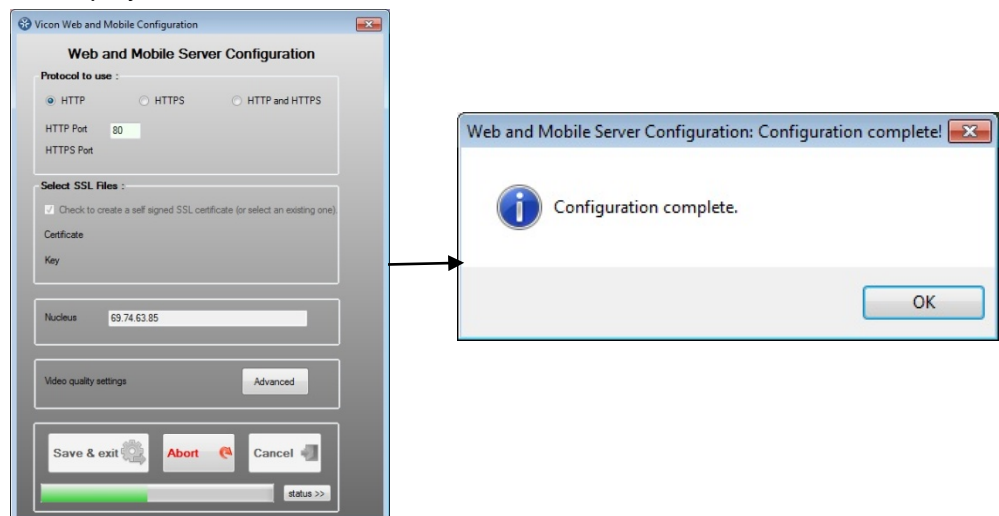 Vicon Web and Mobile Configuration
Web and Mobile Server Configuration
Protocol to use :
HTTP HTTPS HTTP and HTTPS
HTTP Port 80
HTTPS Port
Select SSL Files :
Check to create a self signed SSL certificate (or select an existing one).
Certificate
Key
Nucleus 69.74.63.85
Video quality settings Advanced
Save & exit Abort Cancel
status >>
Web and Mobile Server Configuration: Configuration complete!
Configuration complete.
OK